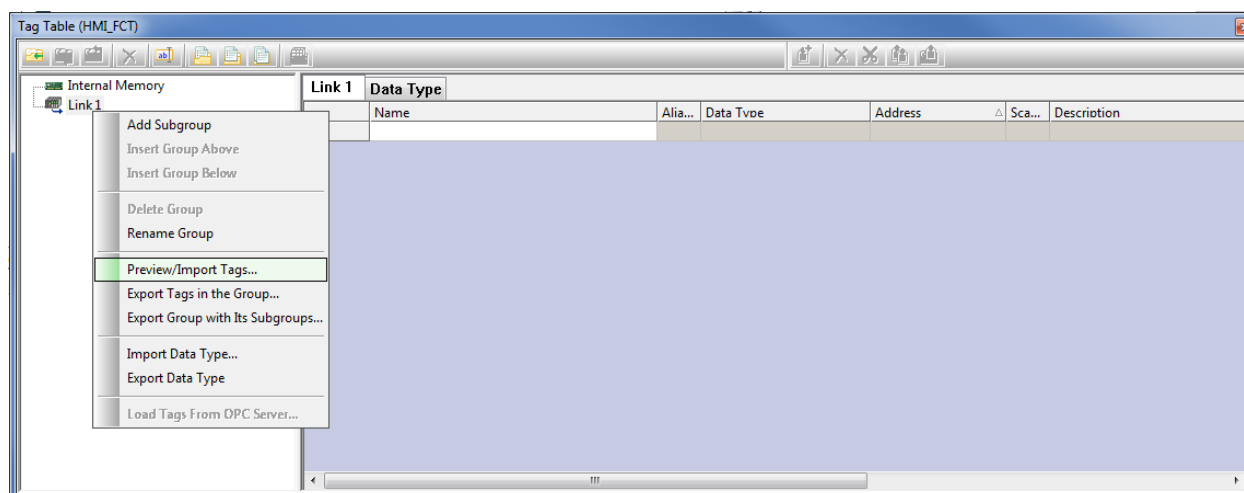 Tag Table (HMI_FCT)
Internal Memory
Link 1
Link 1 Data Type
Name Alia... Data Type Address Sca... Description
Add Subgroup
Insert Group Above
Insert Group Below
Delete Group
Rename Group
Preview/Import Tags...
Export Tags in the Group...
Export Group with Its Subgroups...
Import Data Type...
Export Data Type
Load Tags From OPC Server...